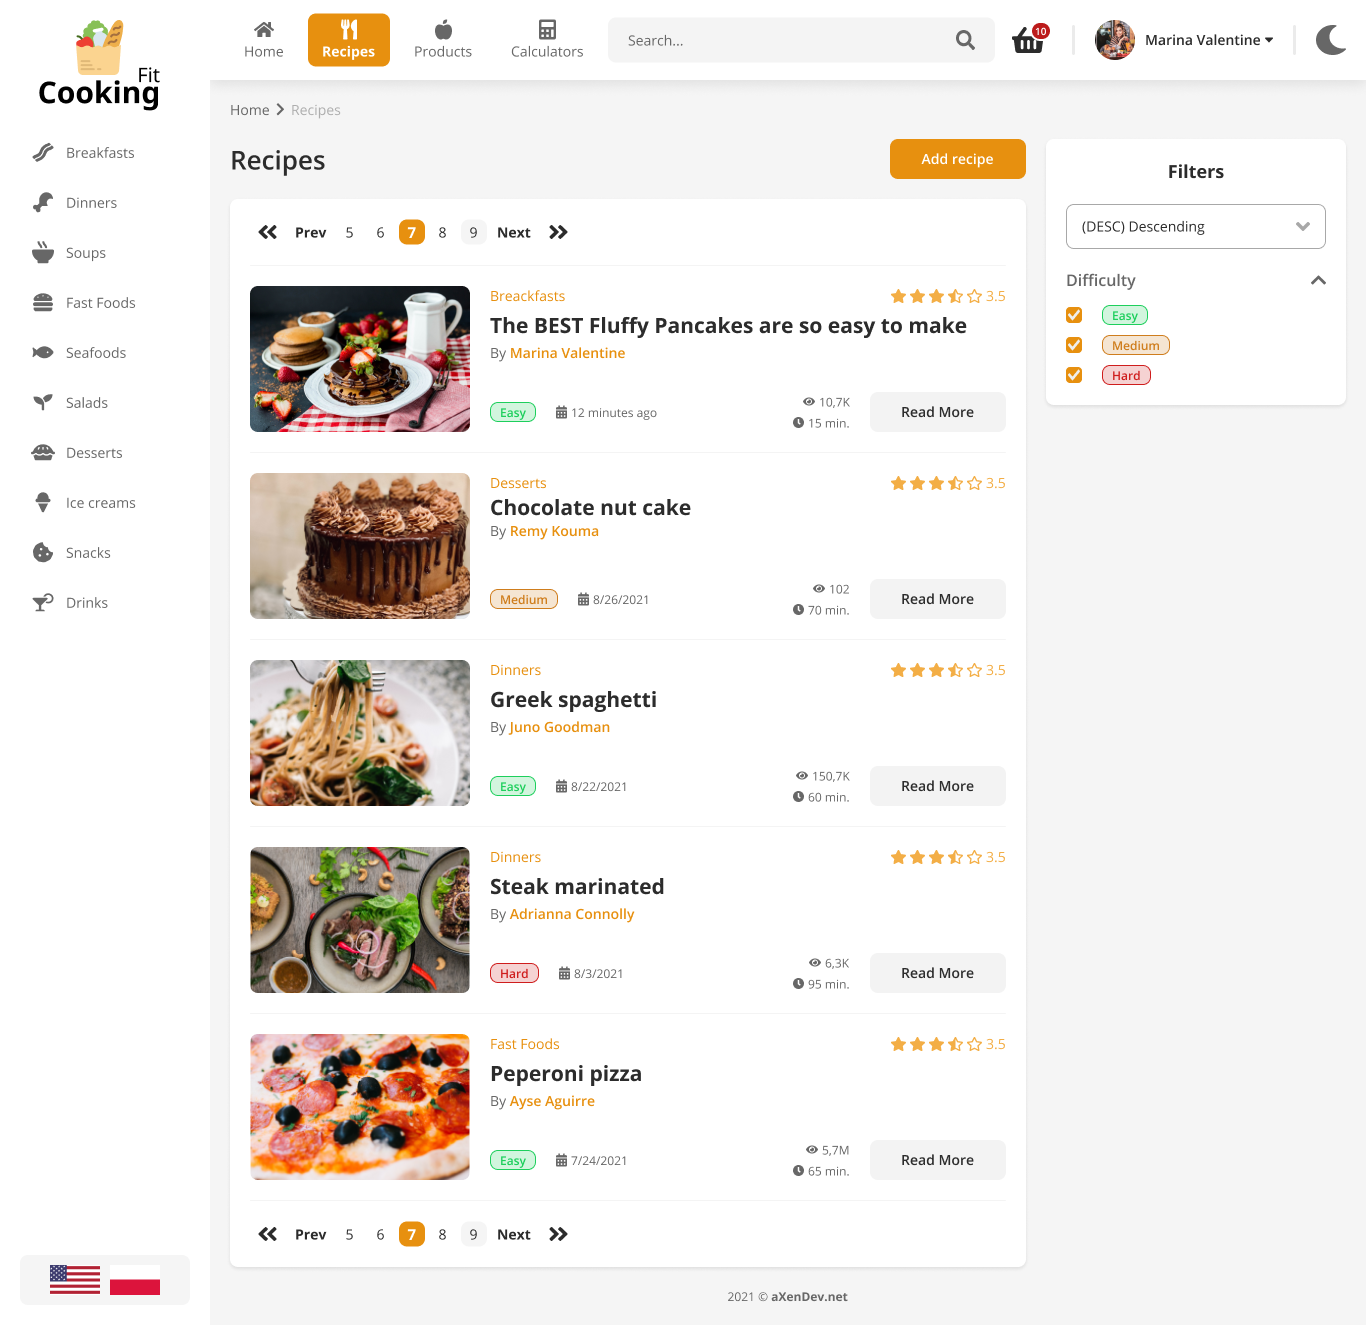 Fit
Cooking
Home
Recipes
Products
Calculators
Search...
10
Marina Valentine
Breakfasts
Dinners
Soups
Fast Foods
Seafoods
Salads
Desserts
Ice creams
Snacks
Drinks
Home Recipes
Recipes
Add recipe
Prev 5 6 7 8 9 Next
Breackfasts 3.5
The BEST Fluffy Pancakes are so easy to make
By Marina Valentine
Easy 12 minutes ago
10,7K
15 min.
Read More
Desserts 3.5
Chocolate nut cake
By Remy Kouma
Medium 8/26/2021
102
70 min.
Read More
Dinners 3.5
Greek spaghetti
By Juno Goodman
Easy 8/22/2021
150,7K
60 min.
Read More
Dinners 3.5
Steak marinated
By Adrianna Connolly
Hard 8/3/2021
6,3K
95 min.
Read More
Fast Foods 3.5
Peperoni pizza
By Ayse Aguirre
Easy 7/24/2021
5,7M
65 min.
Read More
Prev 5 6 7 8 9 Next
Filters
(DESC) Descending
Difficulty
Easy
Medium
Hard
2021 © aXenDev.net